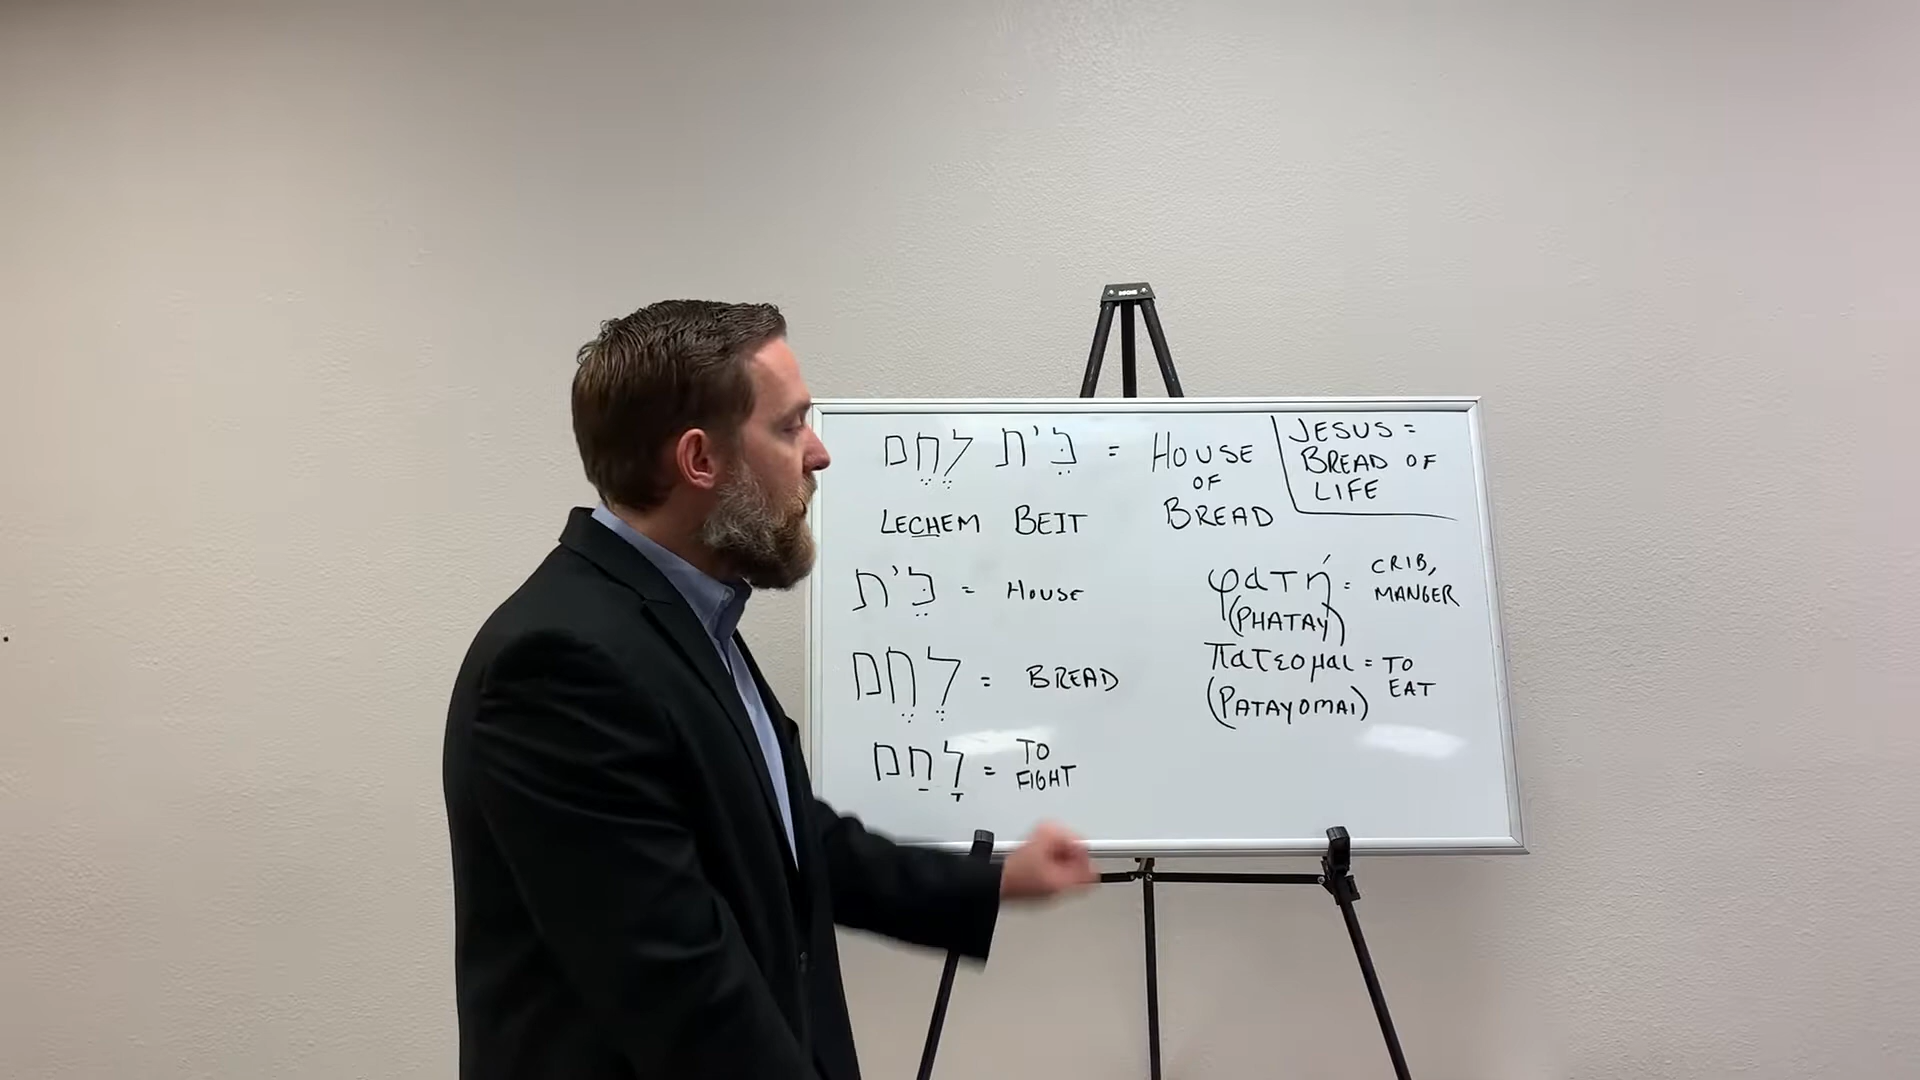 בֵּית לֶחֶם = HOUSE OF BREAD
LECHEM BEIT
בֵּית = HOUSE
לֶחֶם = BREAD
לָחַם = TO FIGHT
JESUS =
BREAD OF
LIFE
φατή = CRIB, MANGER
(PHATAY)
πατεομαι = TO EAT
(PATAYOMAI)